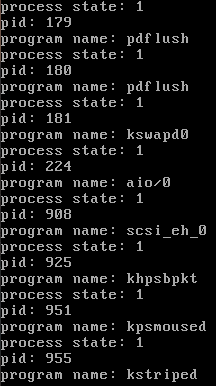 process state: 1
pid: 179
program name: pdflush
process state: 1
pid: 180
program name: pdflush
process state: 1
pid: 181
program name: kswapd0
process state: 1
pid: 224
program name: aio/0
process state: 1
pid: 908
program name: scsi_eh_0
process state: 1
pid: 925
program name: khpsbpkt
process state: 1
pid: 951
program name: kpsmoused
process state: 1
pid: 955
program name: kstriped